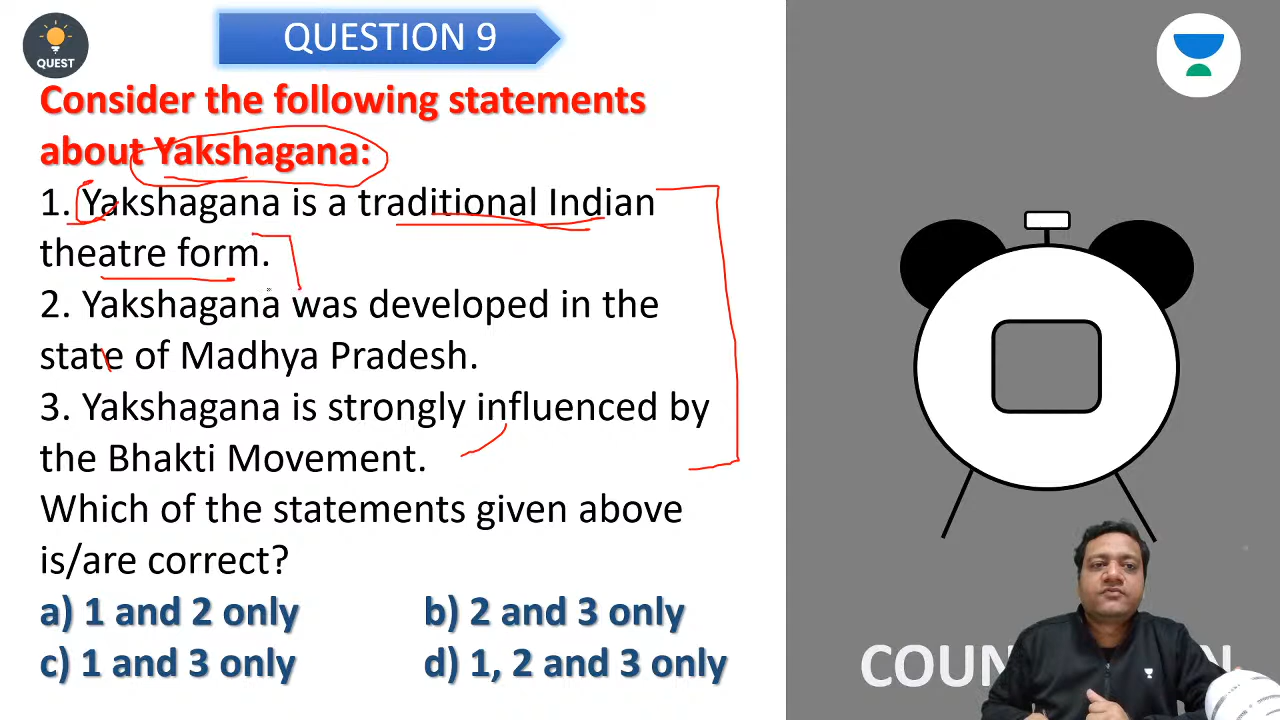 QUEST
QUESTION 9
Consider the following statements
about Yakshagana:
1. Yakshagana is a traditional Indian
theatre form.
2. Yakshagana was developed in the
state of Madhya Pradesh.
3. Yakshagana is strongly influenced by
the Bhakti Movement.
Which of the statements given above
is/are correct?
a) 1 and 2 only
b) 2 and 3 only
c) 1 and 3 only
d) 1, 2 and 3 only